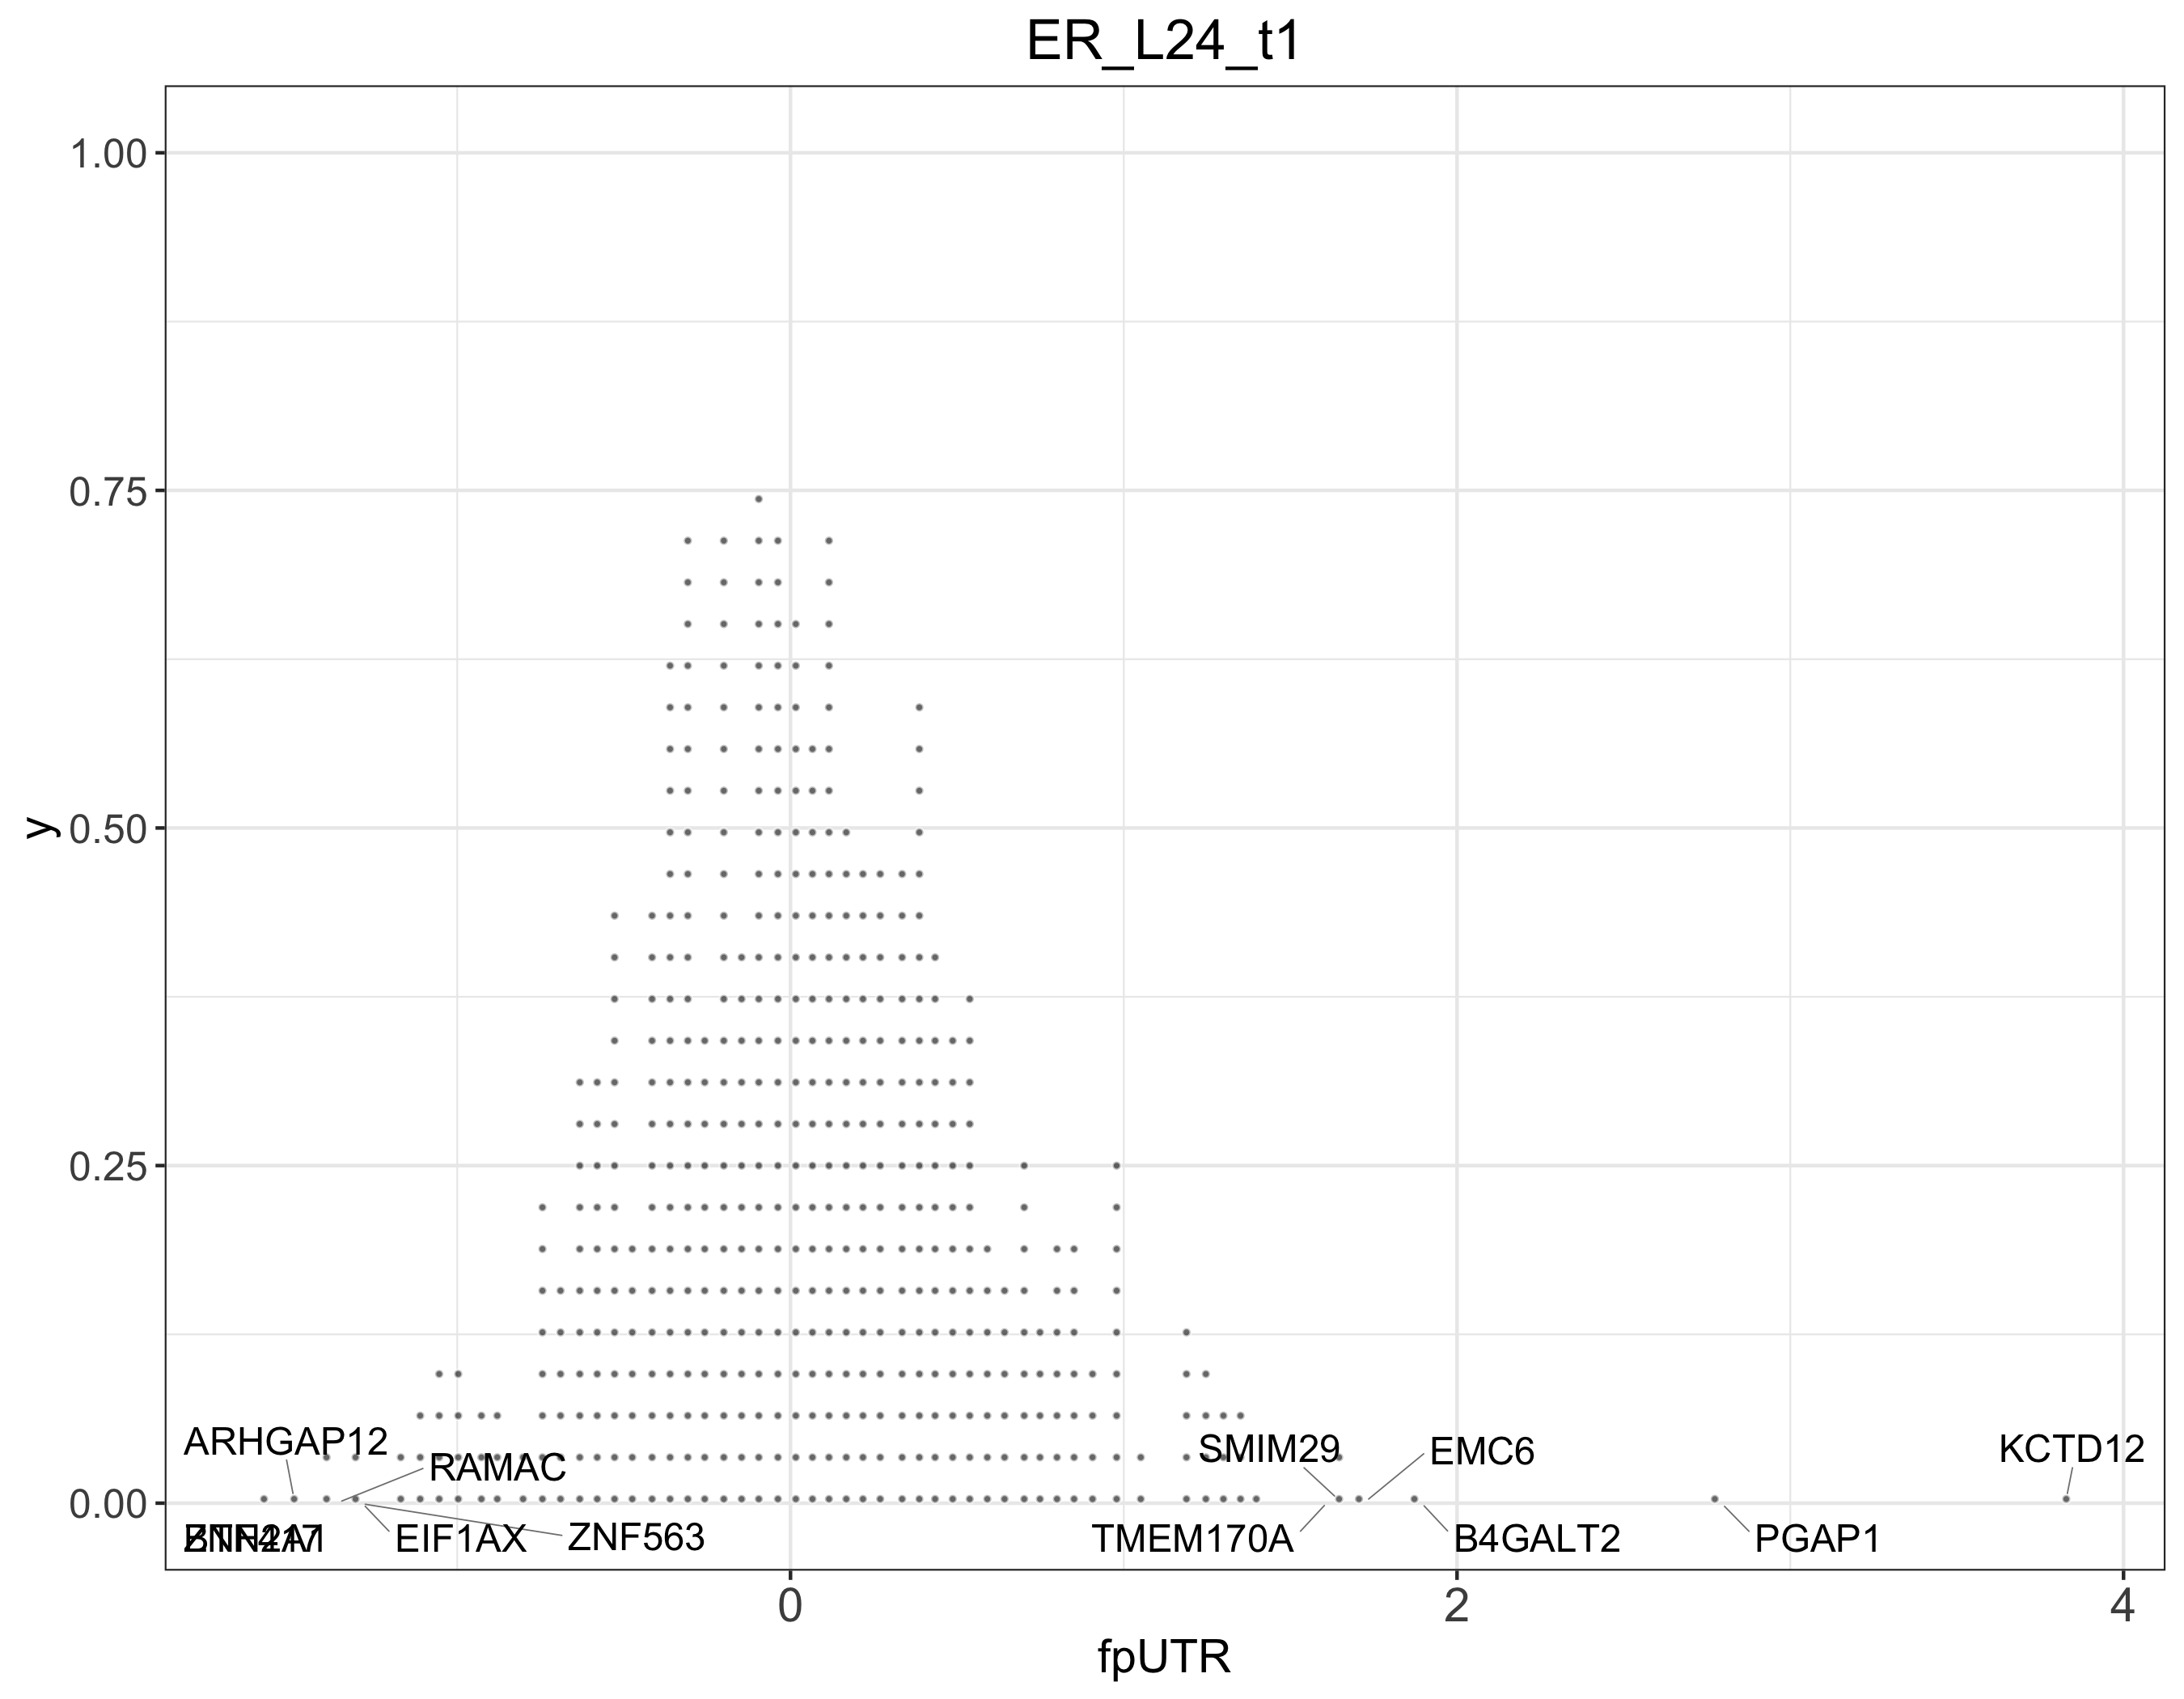 ER_L24_t1
1.00
0.75
0.50
0.25
0.00
y
ARHGAP12
RAMAC
SMIM29
EMC6
KCTD12
EIF1AX
ZNF563
TMEM170A
B4GALT2
PGAP1
0
2
4
fpUTR